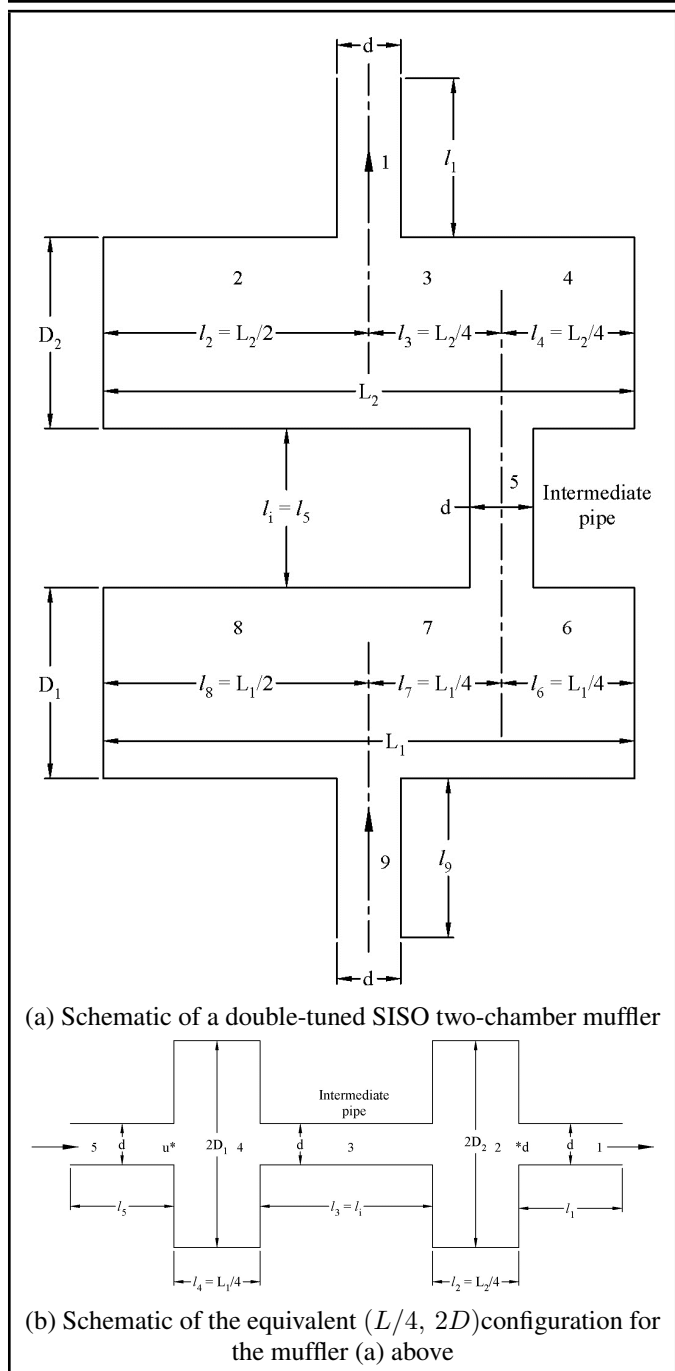 d
1
l₁
2
3
4
D₂
l₂ = L₂/2
l₃ = L₂/4
l₄ = L₂/4
L₂
lᵢ = l₅
d
5
Intermediate
pipe
8
7
6
D₁
l₈ = L₁/2
l₇ = L₁/4
l₆ = L₁/4
L₁
9
l₉
d
(a) Schematic of a double-tuned SISO two-chamber muffler
Intermediate
pipe
5
d
u*
2D₁
4
d
3
2D₂
2
*d
d
1
l₅
l₃ = lᵢ
l₁
l₄ = L₁/4
l₂ = L₂/4
(b) Schematic of the equivalent (L/4, 2D)configuration for
the muffler (a) above